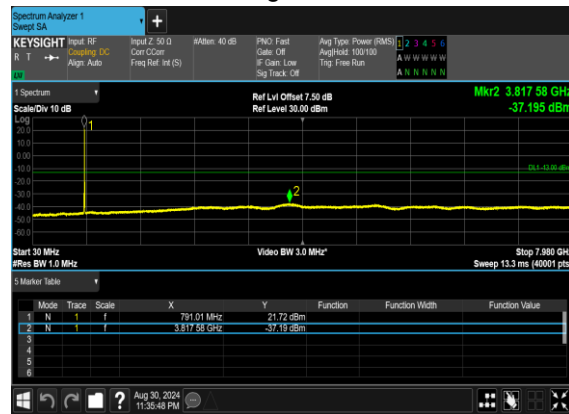 Spectrum Analyzer 1
Swept SA
+
KEYSIGHT Input: RF Input Z: 50 Ω #Atten: 40 dB PNO: Fast Avg Type: Power (RMS) 1 2 3 4 5 6
R T Coupling: DC Corr CCorr Gate: Off Avg|Hold: 100/100 A W W W W W
Align: Auto Freq Ref: Int (S) IF Gain: Low Trig: Free Run
LW Sig Track: Off A N N N N N
1 Spectrum Ref Lvl Offset 7.50 dB Mkr2 3.817 58 GHz
Scale/Div 10 dB Ref Level 30.00 dBm -37.195 dBm
Log
20.0
10.00
0.00
-10.0
-20.0
-30.0
-40.0
-50.0
-60.0
1
DL1 -13.00 dBm
2
Start 30 MHz Video BW 3.0 MHz* Stop 7.980 GHz
#Res BW 1.0 MHz Sweep 13.3 ms (40001 pts)
5 Marker Table
Mode Trace Scale X Y Function Function Width Function Value
1 N 1 f 791.01 MHz 21.72 dBm
2 N 1 f 3.817 58 GHz -37.19 dBm
3
4
5
6
? Aug 30, 2024
11:35:48 PM